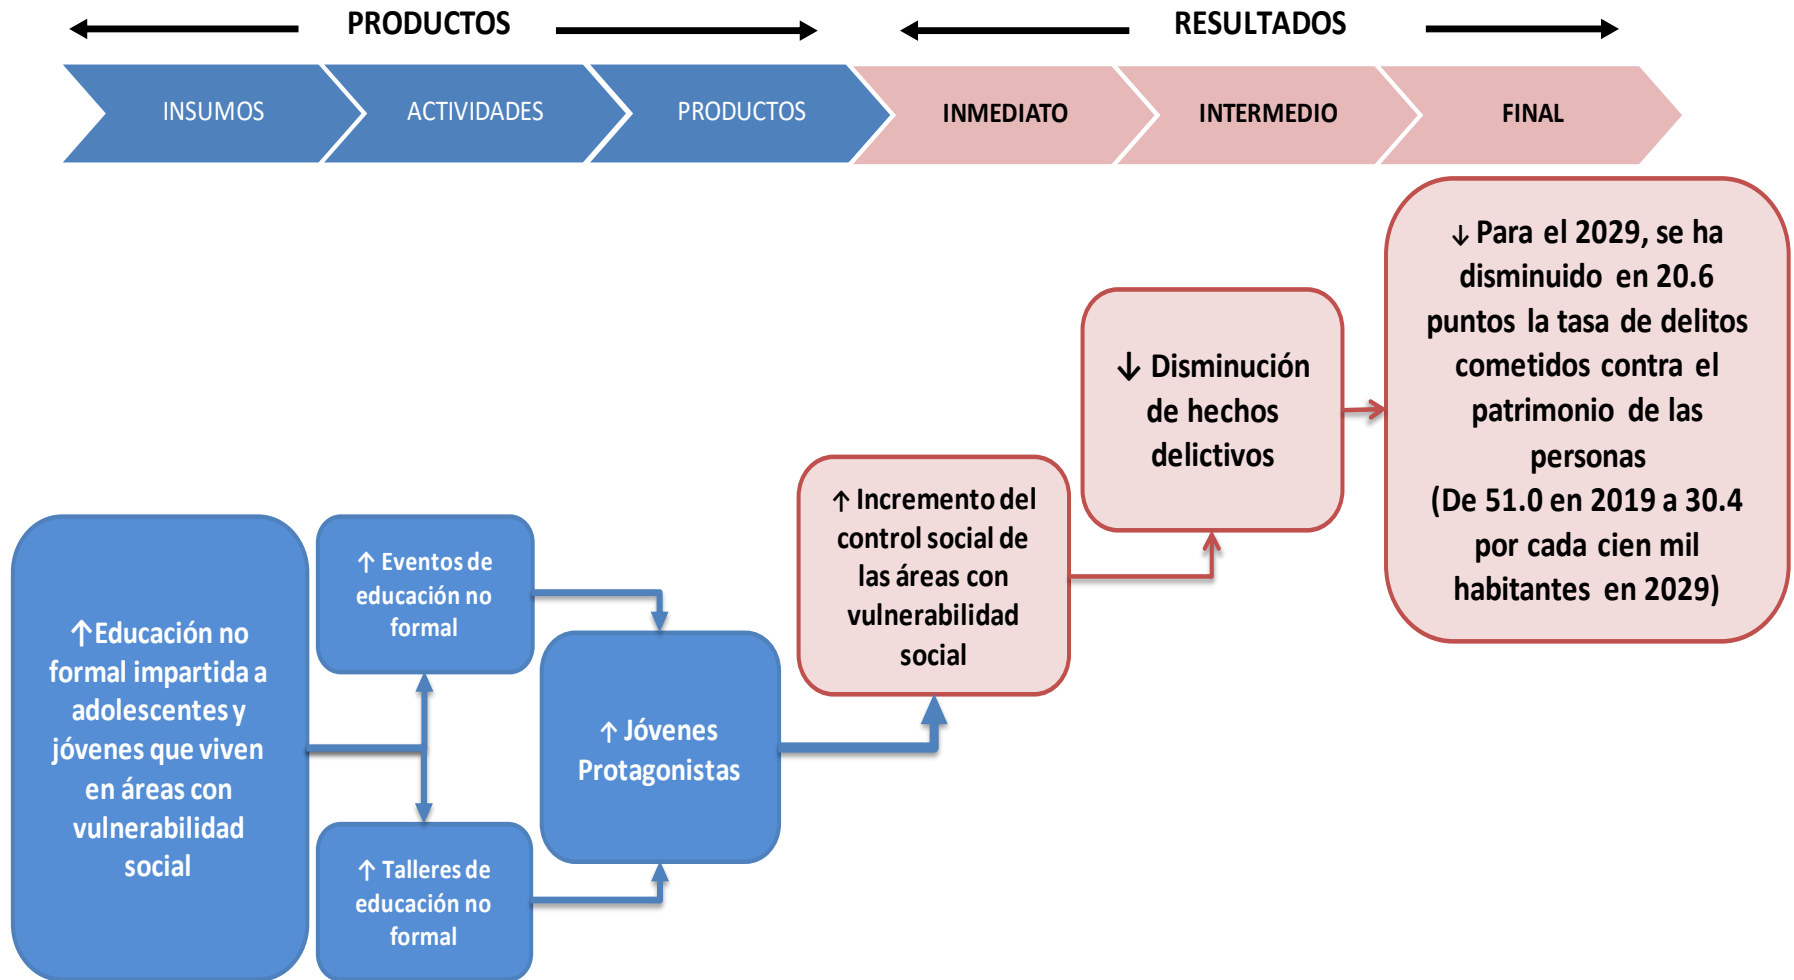 PRODUCTOS
RESULTADOS
INSUMOS
ACTIVIDADES
PRODUCTOS
INMEDIATO
INTERMEDIO
FINAL
↑Educación no
formal impartida a
adolescentes y
jóvenes que viven
en áreas con
vulnerabilidad
social
↑ Eventos de
educación no
formal
↑ Talleres de
educación no
formal
↑ Jóvenes
Protagonistas
↑ Incremento del
control social de
las áreas con
vulnerabilidad
social
↓ Disminución
de hechos
delictivos
↓ Para el 2029, se ha
disminuido en 20.6
puntos la tasa de delitos
cometidos contra el
patrimonio de las
personas
(De 51.0 en 2019 a 30.4
por cada cien mil
habitantes en 2029)